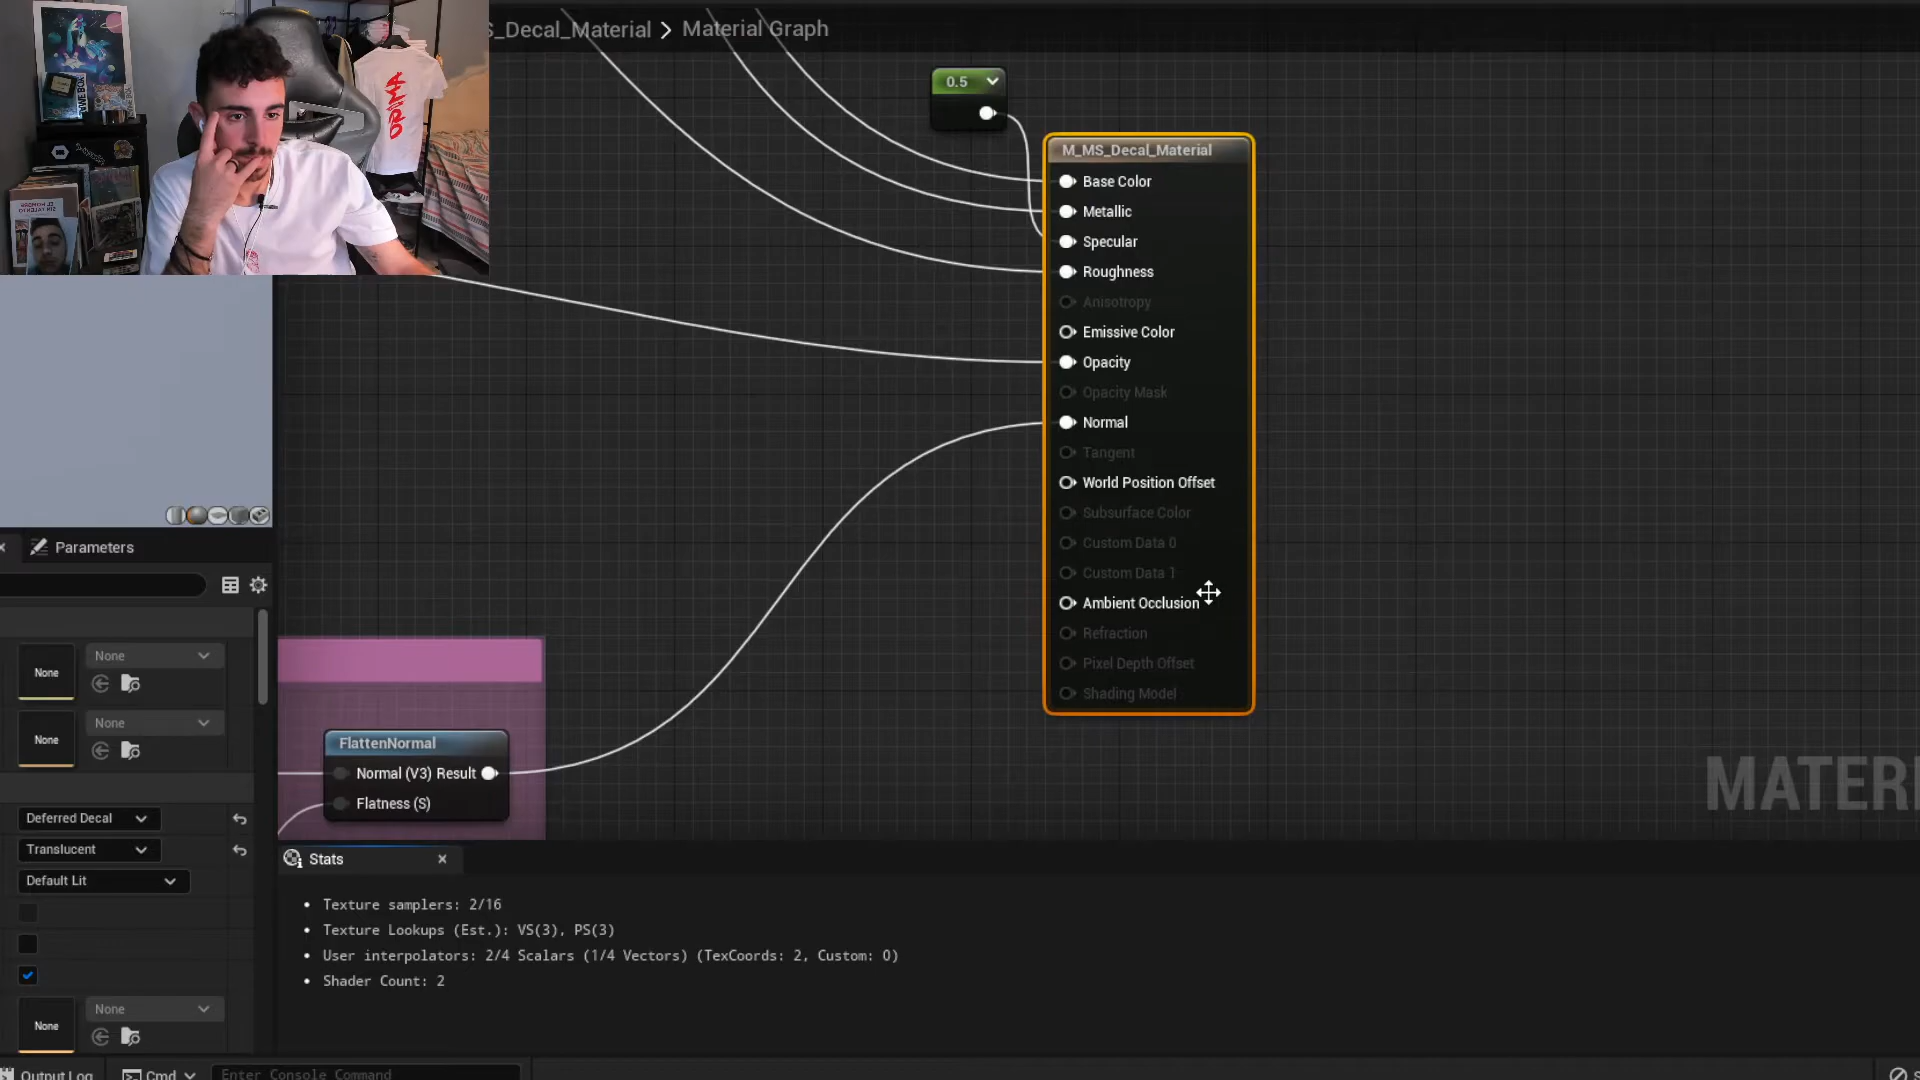 S_Decal_Material > Material Graph
0.5
M_MS_Decal_Material
Base Color
Metallic
Specular
Roughness
Anisotropy
Emissive Color
Opacity
Opacity Mask
Normal
Tangent
World Position Offset
Subsurface Color
Custom Data 0
Custom Data 1
Ambient Occlusion
Refraction
Pixel Depth Offset
Shading Model
Parameters
None
None
None
None
Deferred Decal
Translucent
Default Lit
None
None
FlattenNormal
Normal (V3) Result
Flatness (S)
MATERI
Stats
• Texture samplers: 2/16
• Texture Lookups (Est.): VS(3), PS(3)
• User interpolators: 2/4 Scalars (1/4 Vectors) (TexCoords: 2, Custom: 0)
• Shader Count: 2
Output Log
Cmd
Enter Console Command